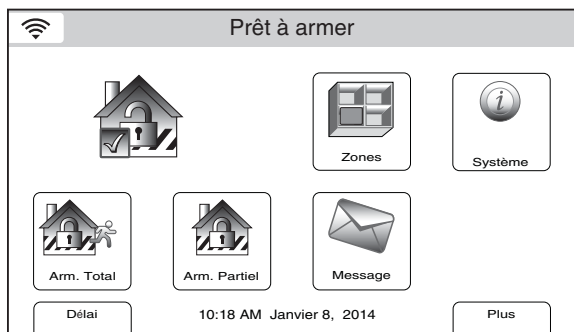 Prêt à armer
Zones
Système
Arm. Total
Arm. Partiel
Message
Délai
10:18 AM Janvier 8, 2014
Plus